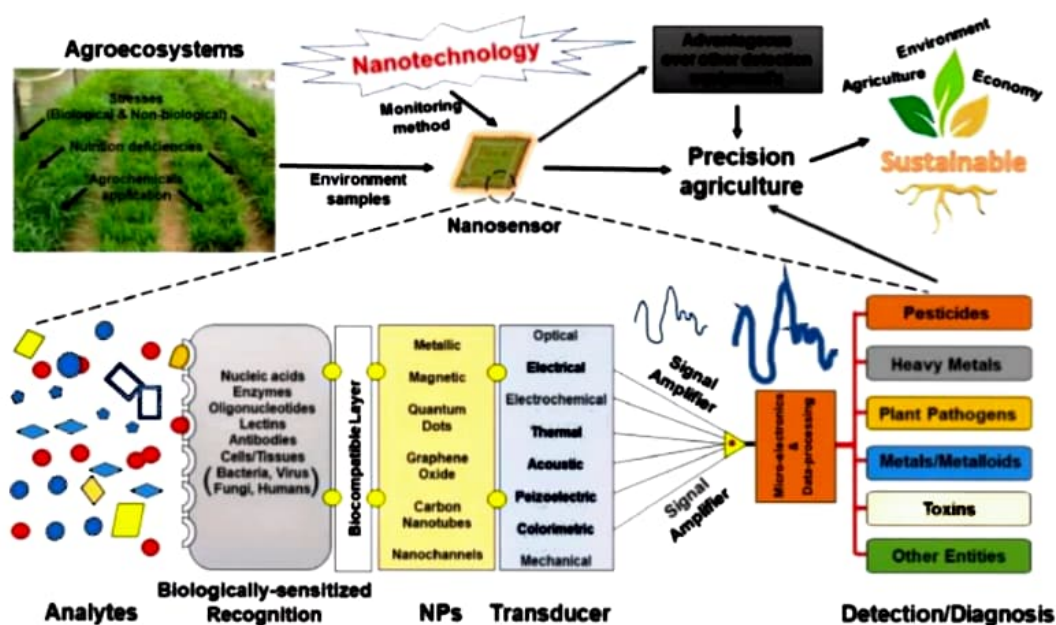 Agroecosystems
Stresses
(Biological & Non-biological)
Nutrition deficiencies
Agrochemicals
application
Nanotechnology
Monitoring
method
Environment
samples
Nanosensor
Advantageous
over other detection
Precision
agriculture
Environment
Agriculture
Economy
Sustainable
Nucleic acids
Enzymes
Oligonucleotides
Lectins
Antibodies
Cells/Tissues
(Bacteria, Virus
Fungi, Humans)
Biocompatible Layer
Metallic
Magnetic
Quantum
Dots
Graphene
Oxide
Carbon
Nanotubes
Nanochannels
Optical
Electrical
Electrochemical
Thermal
Acoustic
Peizoelectric
Colorimetric
Mechanical
Signal
Amplifier
Signal
Amplifier
Micro-electronics
&
Data-processing
Pesticides
Heavy Metals
Plant Pathogens
Metals/Metalloids
Toxins
Other Entities
Analytes
Biologically-sensitized
Recognition
NPs
Transducer
Detection/Diagnosis